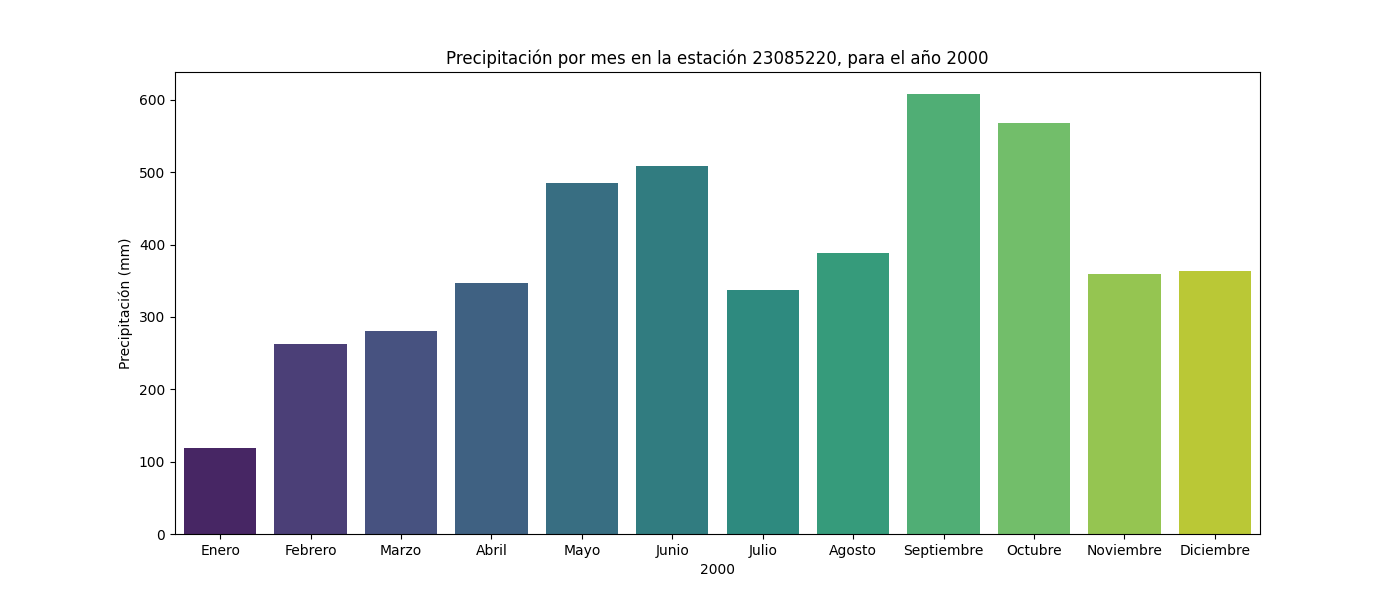 Precipitación por mes en la estación 23085220, para el año 2000
Precipitación (mm)
600
500
400
300
200
100
0
Enero Febrero Marzo Abril Mayo Junio Julio Agosto Septiembre Octubre Noviembre Diciembre
2000